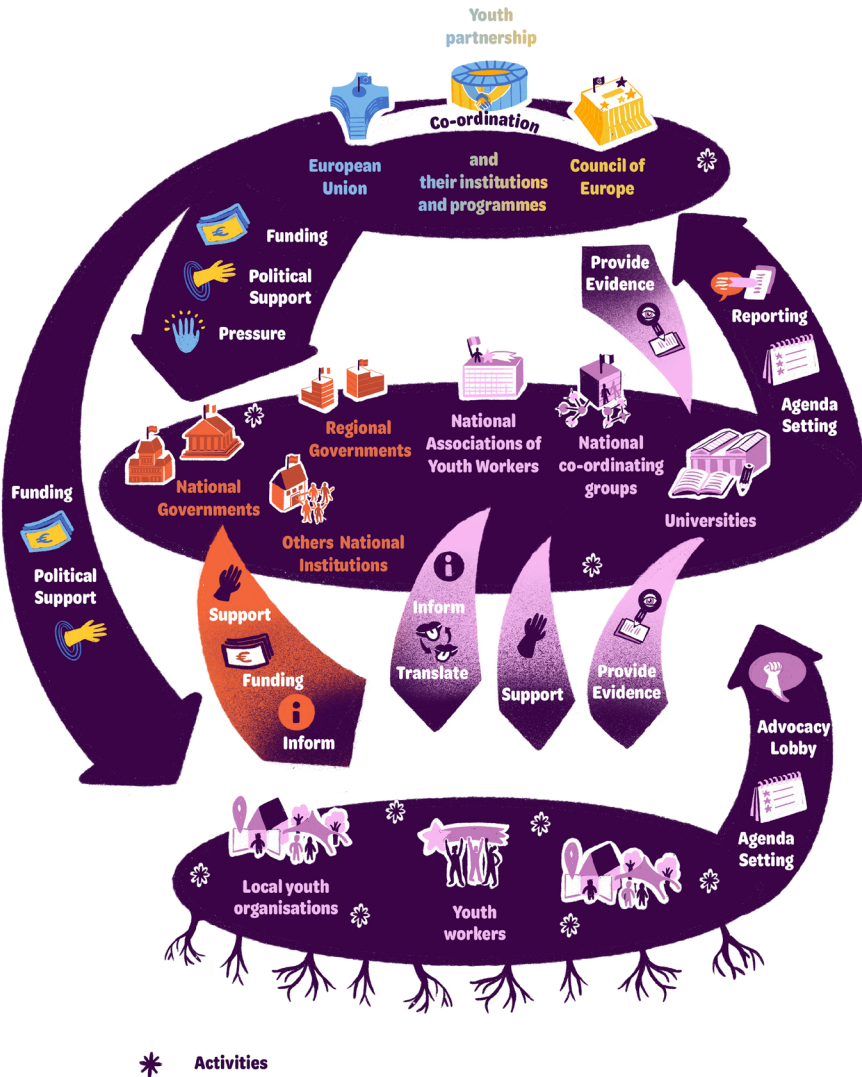 Youth
partnership
Co-ordination
European
Union
and
their institutions
and programmes
Council of
Europe
Funding
Political
Support
Pressure
Provide
Evidence
Reporting
Agenda
Setting
Regional
Governments
National
Associations of
Youth Workers
National
co-ordinating
groups
National
Governments
Others National
Institutions
Universities
Funding
Political
Support
Support
Funding
Inform
Inform
Translate
Support
Provide
Evidence
Advocacy
Lobby
Agenda
Setting
Local youth
organisations
Youth
workers
Activities